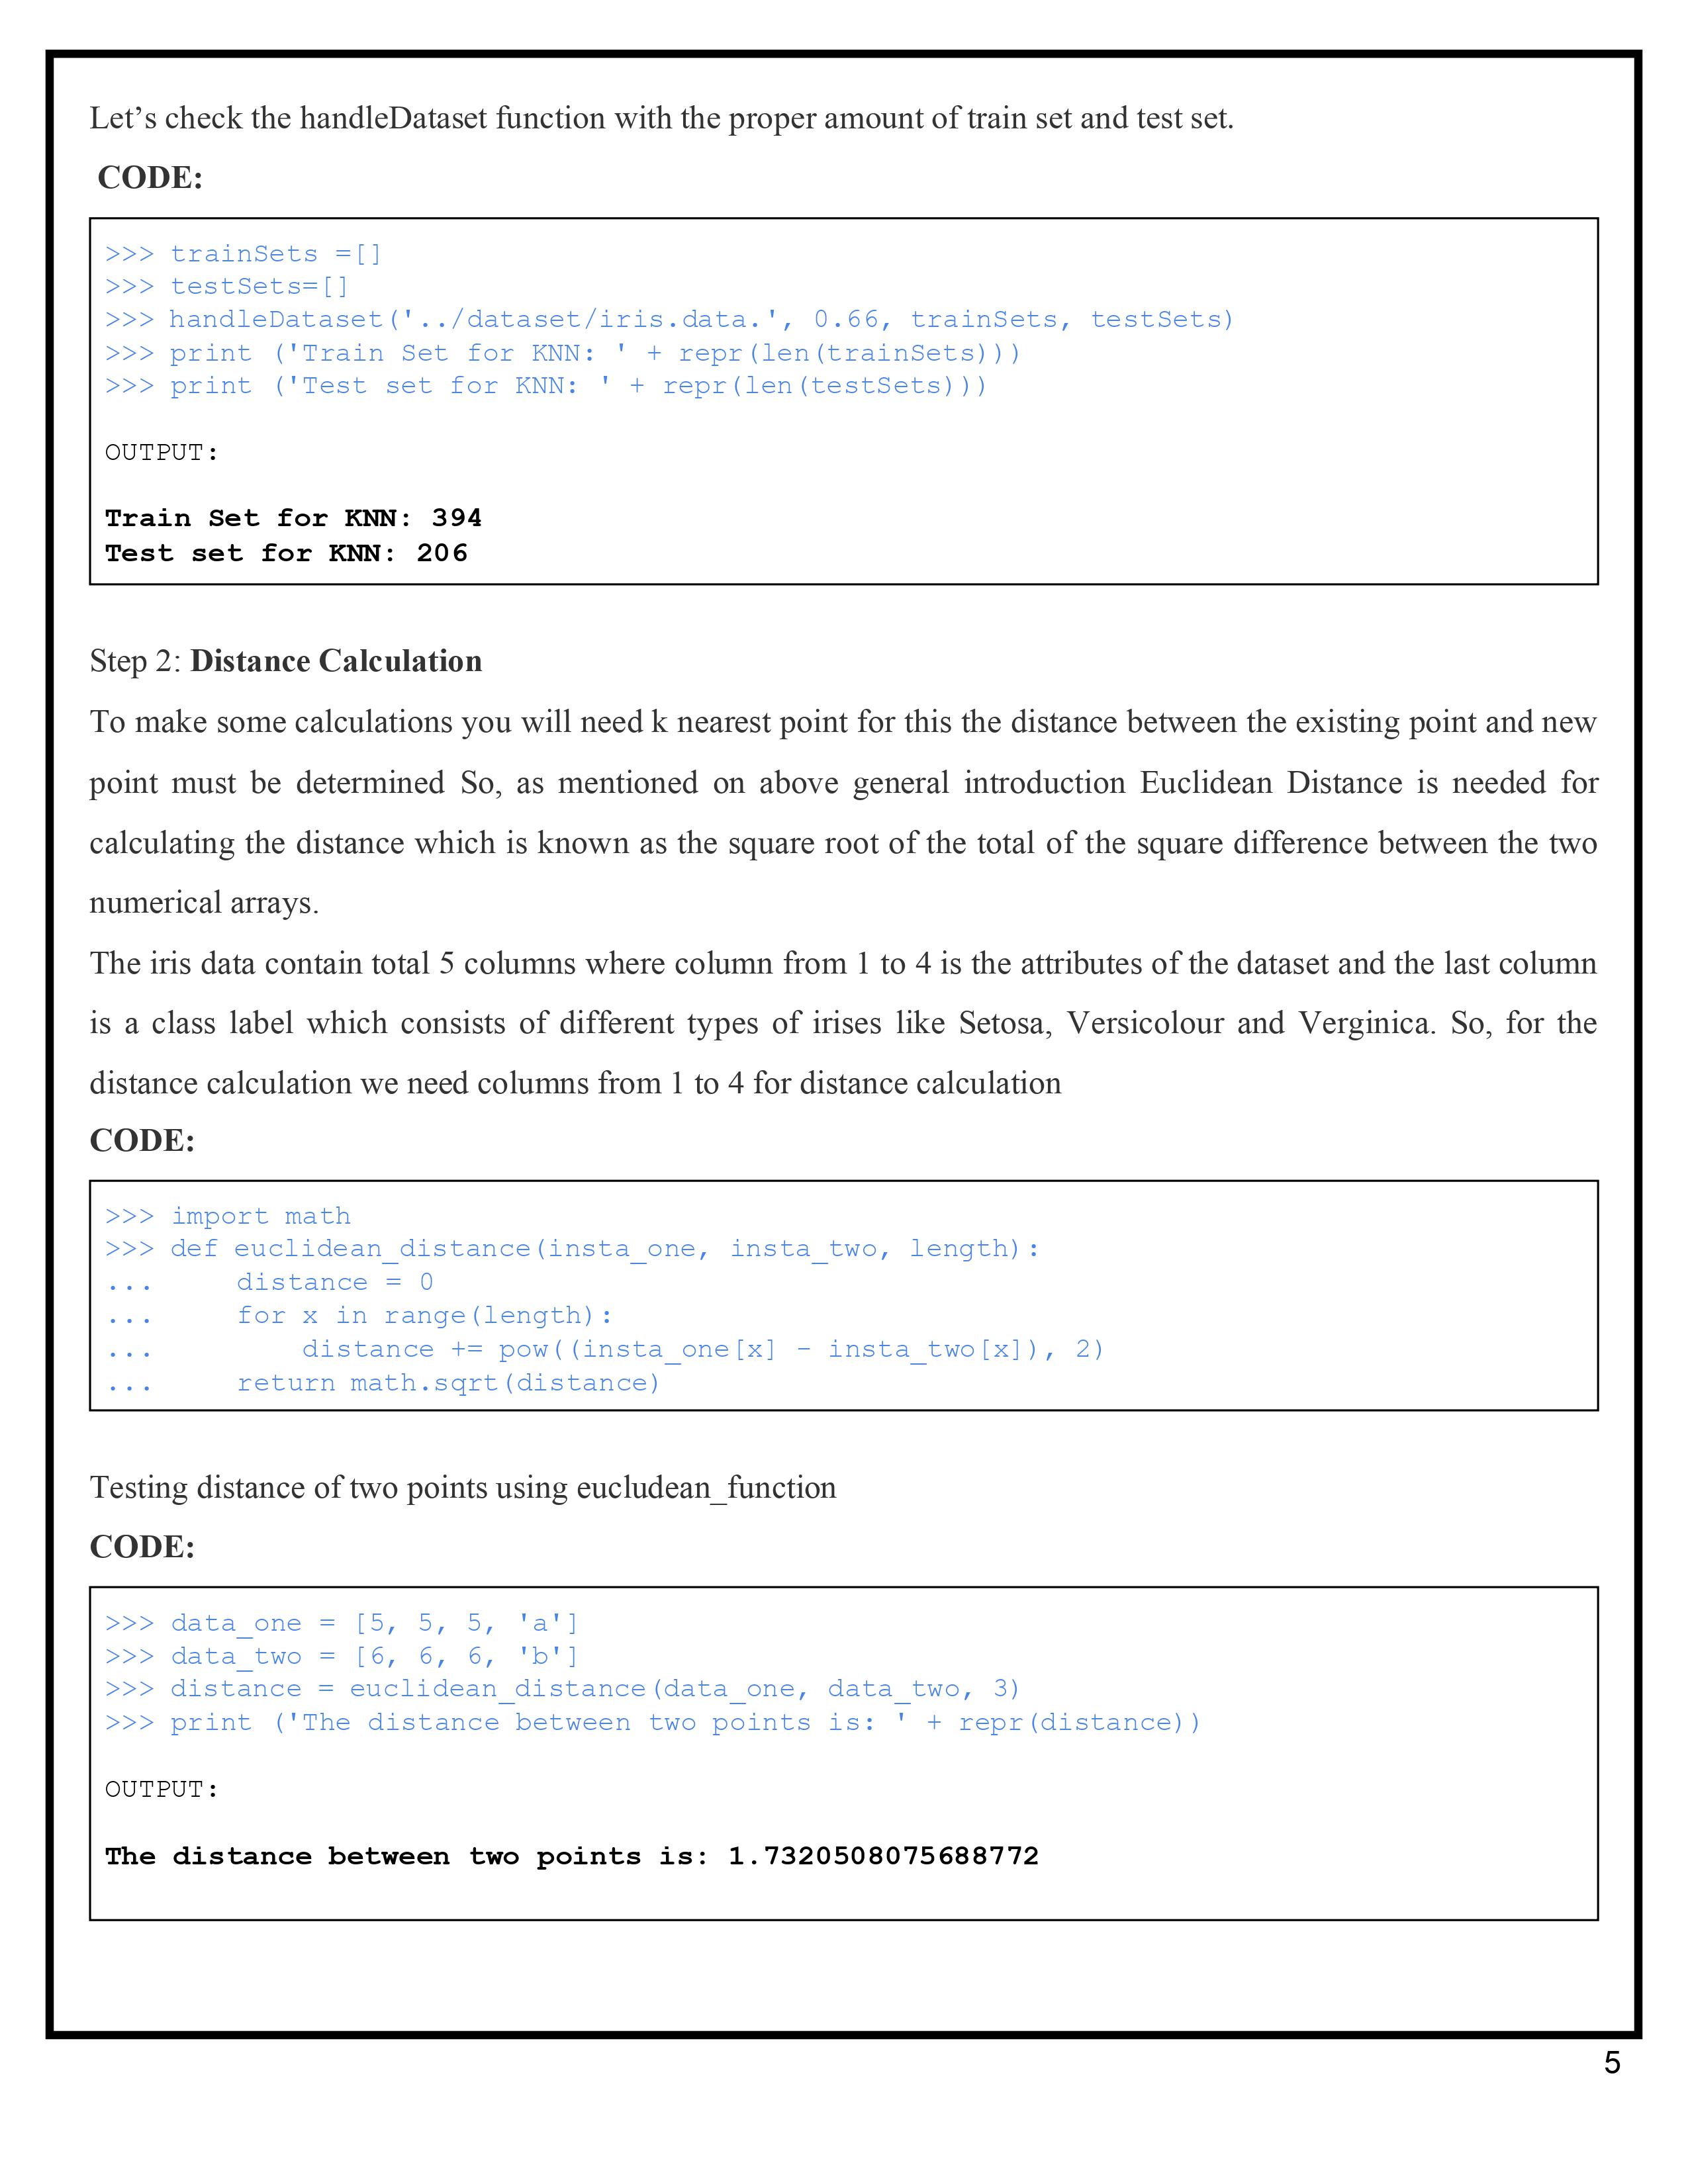 Let’s check the handleDataset function with the proper amount of train set and test set.
CODE:
>>> trainSets =[]
>>> testSets=[]
>>> handleDataset('../dataset/iris.data.', 0.66, trainSets, testSets)
>>> print ('Train Set for KNN: ' + repr(len(trainSets)))
>>> print ('Test set for KNN: ' + repr(len(testSets)))
OUTPUT:
Train Set for KNN: 394
Test set for KNN: 206
Step 2: Distance Calculation
To make some calculations you will need k nearest point for this the distance between the existing point and new
point must be determined So, as mentioned on above general introduction Euclidean Distance is needed for
calculating the distance which is known as the square root of the total of the square difference between the two
numerical arrays.
The iris data contain total 5 columns where column from 1 to 4 is the attributes of the dataset and the last column
is a class label which consists of different types of irises like Setosa, Versicolour and Verginica. So, for the
distance calculation we need columns from 1 to 4 for distance calculation
CODE:
>>> import math
>>> def euclidean_distance(insta_one, insta_two, length):
...     distance = 0
...     for x in range(length):
...         distance += pow((insta_one[x] - insta_two[x]), 2)
...     return math.sqrt(distance)
Testing distance of two points using eucludean_function
CODE:
>>> data_one = [5, 5, 5, 'a']
>>> data_two = [6, 6, 6, 'b']
>>> distance = euclidean_distance(data_one, data_two, 3)
>>> print ('The distance between two points is: ' + repr(distance))
OUTPUT:
The distance between two points is: 1.7320508075688772
5